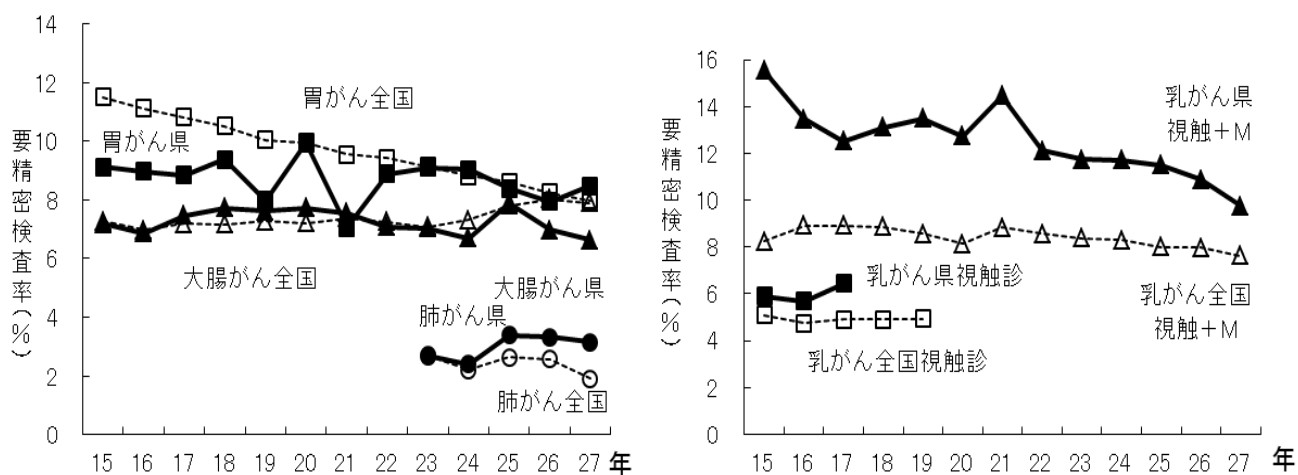 要精密検査率(%)
14
12
10
8
6
4
2
0
胃がん全国
胃がん県
大腸がん全国
大腸がん県
肺がん県
肺がん全国
15 16 17 18 19 20 21 22 23 24 25 26 27 年
要精密検査率(%)
16
14
12
10
8
6
4
2
0
乳がん県
視触+M
乳がん県視触診
乳がん全国
視触+M
乳がん全国視触診
15 16 17 18 19 20 21 22 23 24 25 26 27 年